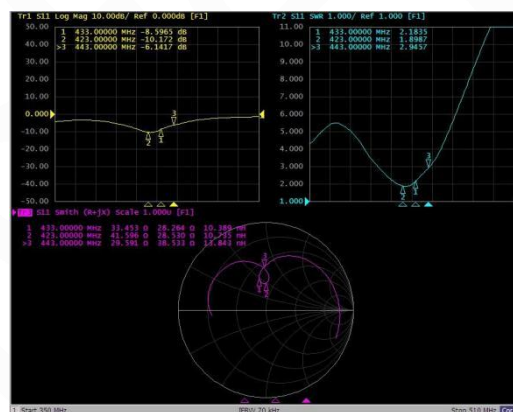 Tr1 S11 Log Mag 10.00dB/ Ref 0.000dB [F1]
50.00
1 433.00000 MHz -8.5965 dB
2 423.00000 MHz -10.172 dB
>3 443.00000 MHz -6.1417 dB
40.00
30.00
20.00
10.00
0.000
-10.00
-20.00
-30.00
-40.00
-50.00
1
2
3
Tr2 S11 SWR 1.000/ Ref 1.000 [F1]
11.00
1 433.00000 MHz 2.1835
2 423.00000 MHz 1.8987
>3 443.00000 MHz 2.9457
10.00
9.000
8.000
7.000
6.000
5.000
4.000
3.000
2.000
1.000
1
2
3
S11 Smith (R+jX) Scale 1.000U [F1]
1 433.00000 MHz 33.453 Ω 28.264 Ω 10.389 nH
2 423.00000 MHz 41.596 Ω 28.530 Ω 10.735 nH
>3 443.00000 MHz 29.591 Ω 38.533 Ω 13.843 nH
1 Start 350 MHz IFBW 70 kHz Stop 510 MHz